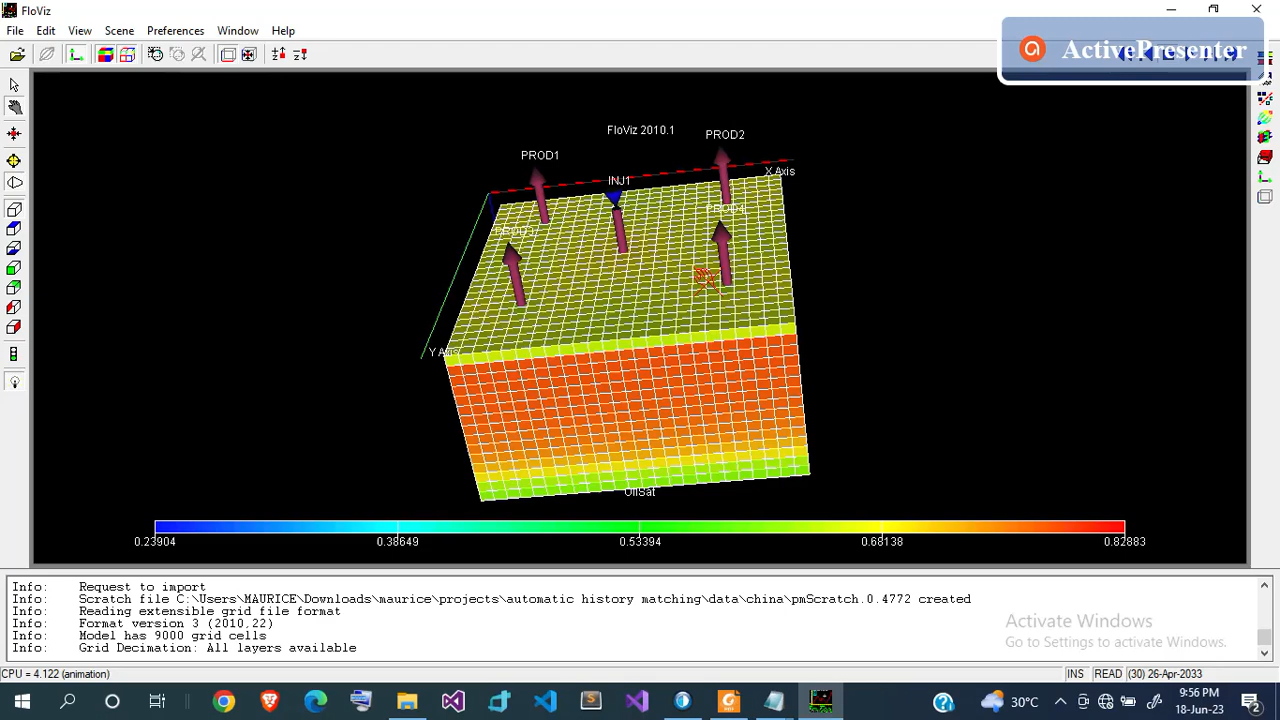 FloViz
File Edit View Scene Preferences Window Help
ActivePresenter
FloViz 2010.1
PROD2
PROD1
X Axis
INJ1
PROD4
PROD3
Y Axis
OilSat
0.23904 0.38649 0.53394 0.68138 0.82883
Info: Request to import
Info: Scratch file C:\Users\MAURICE\Downloads\maurice\projects\automatic history matching\data\china\pmScratch.0.4772 created
Info: Reading extensible grid file format
Info: Format version 3 (2010,22)
Info: Model has 9000 grid cells
Info: Grid Decimation: All layers available
Activate Windows
Go to Settings to activate Windows.
CPU = 4.122 (animation) INS READ (30) 26-Apr-2033
30°C
9:56 PM
18-Jun-23
2